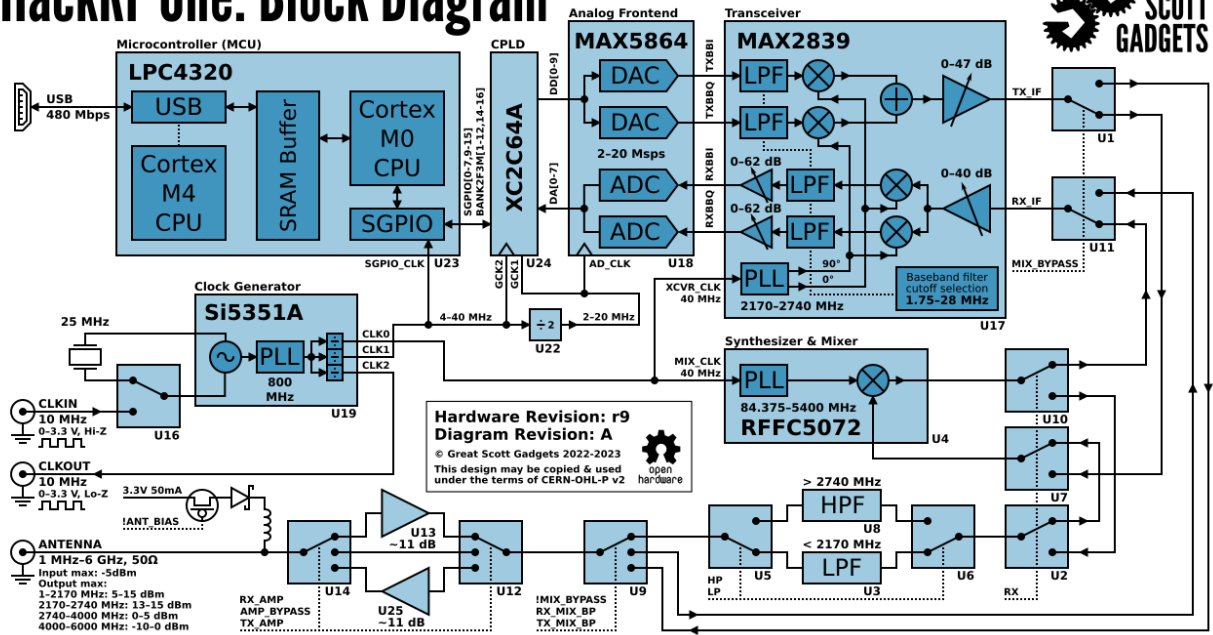 HackRF One: Block Diagram
SCOTT
GADGETS
Microcontroller (MCU)
LPC4320
USB
480 Mbps
USB
Cortex
M4
CPU
SRAM Buffer
Cortex
M0
CPU
SGPIO
SGPIO_CLK
U23
SGPIO[0-7,9-15]
BANK2F3M[1-12,14-16]
CPLD
XC2C64A
GCK2
GCK1
U24
DD[0-9]
DA[0-7]
Analog Frontend
MAX5864
DAC
DAC
2–20 Msps
ADC
ADC
AD_CLK
U18
TXBBI
TXBBQ
RXBBI
RXBBQ
Transceiver
MAX2839
LPF
LPF
0–47 dB
0–62 dB
LPF
0–62 dB
LPF
0–40 dB
PLL
90°
0°
2170–2740 MHz
Baseband filter
cutoff selection
1.75–28 MHz
U17
XCVR_CLK
40 MHz
TX_IF
U1
RX_IF
U11
MIX_BYPASS
Clock Generator
Si5351A
PLL
800
MHz
÷
÷
÷
U19
25 MHz
CLK0
CLK1
CLK2
4–40 MHz
÷ 2
U22
2–20 MHz
U16
CLKIN
10 MHz
0–3.3 V, Hi-Z
CLKOUT
10 MHz
0–3.3 V, Lo-Z
Synthesizer & Mixer
MIX_CLK
40 MHz
PLL
84.375–5400 MHz
RFFC5072
U4
U10
U7
Hardware Revision: r9
Diagram Revision: A
© Great Scott Gadgets 2022-2023
This design may be copied & used
under the terms of CERN-OHL-P v2
open
hardware
3.3V 50mA
!ANT_BIAS
ANTENNA
1 MHz–6 GHz, 50Ω
Input max: -5dBm
Output max:
1–2170 MHz: 5–15 dBm
2170–2740 MHz: 13–15 dBm
2740–4000 MHz: 0–5 dBm
4000–6000 MHz: -10–0 dBm
U14
U13
~11 dB
U25
~11 dB
U12
RX_AMP
AMP_BYPASS
TX_AMP
U9
!MIX_BYPASS
RX_MIX_BP
TX_MIX_BP
U5
HP
LP
> 2740 MHz
HPF
U8
< 2170 MHz
LPF
U3
U6
U2
RX